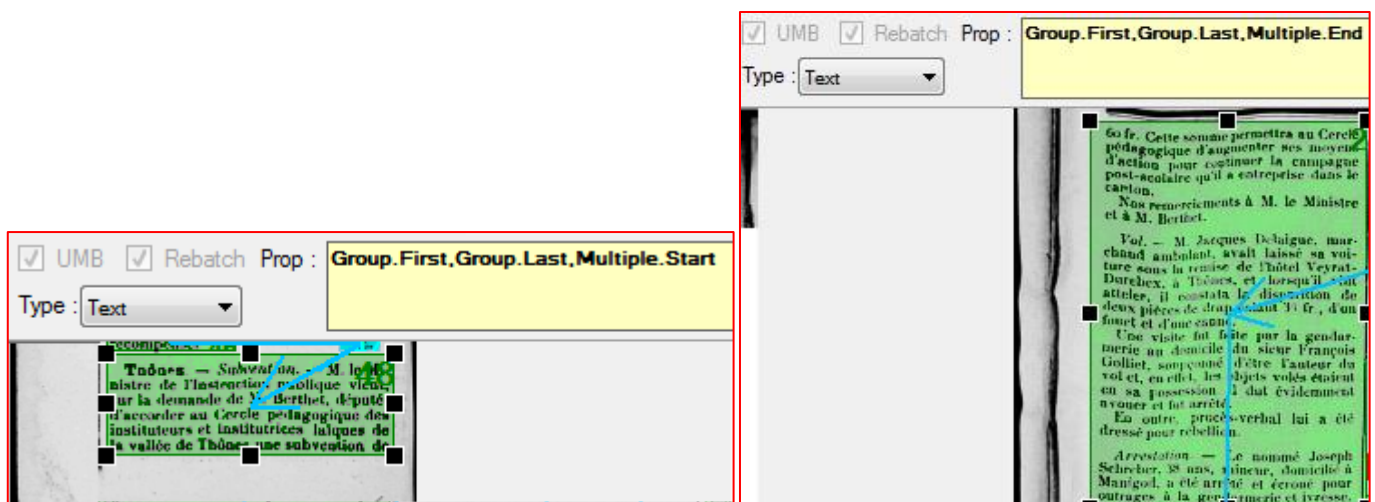 UMB Rebatch Prop : Group.First,Group.Last,Multiple.Start
Type : Text
48
Thônes. — Subvention. — M. le
nistre de l'Instruction publique vient,
ur la demande de M. Berthet, député
d'accorder au Cercle pédagogique des
instituteurs et institutrices laïques de
la vallée de Thônes une subvention de
UMB Rebatch Prop : Group.First,Group.Last,Multiple.End
Type : Text
2
60 fr. Cette somme permettra au Cercle
pédagogique d'augmenter ses moyens
d'action pour continuer la campagne
post-scolaire qu'il a entreprise dans le
canton.
Nos remerciements à M. le Ministre
et à M. Berthet.
Vol. — M. Jacques Delaigue, mar-
chand ambulant, avait laissé sa voi-
ture sous la remise de l'hôtel Veyrat-
Durebex, à Thônes, et lorsqu'il vint
atteler, il constata la disparition de
deux pièces de drap valant 3 fr., d'un
fouet et d'une canne
Une visite fut faite par la gendar-
merie au domicile du sieur François
Golliet, soupçonné d'être l'auteur du
vol et, en effet, les objets volés étaient
en sa possession il dut évidemment
avouer et fut arrêté.
En outre, procès-verbal lui a été
dressé pour rébellion.
Arrestation. — Le nommé Joseph
Schreber, 38 ans, mineur, domicilié à
Manigod, a été arrêté et écroué pour
outrages à la gendarmerie et ivresse.